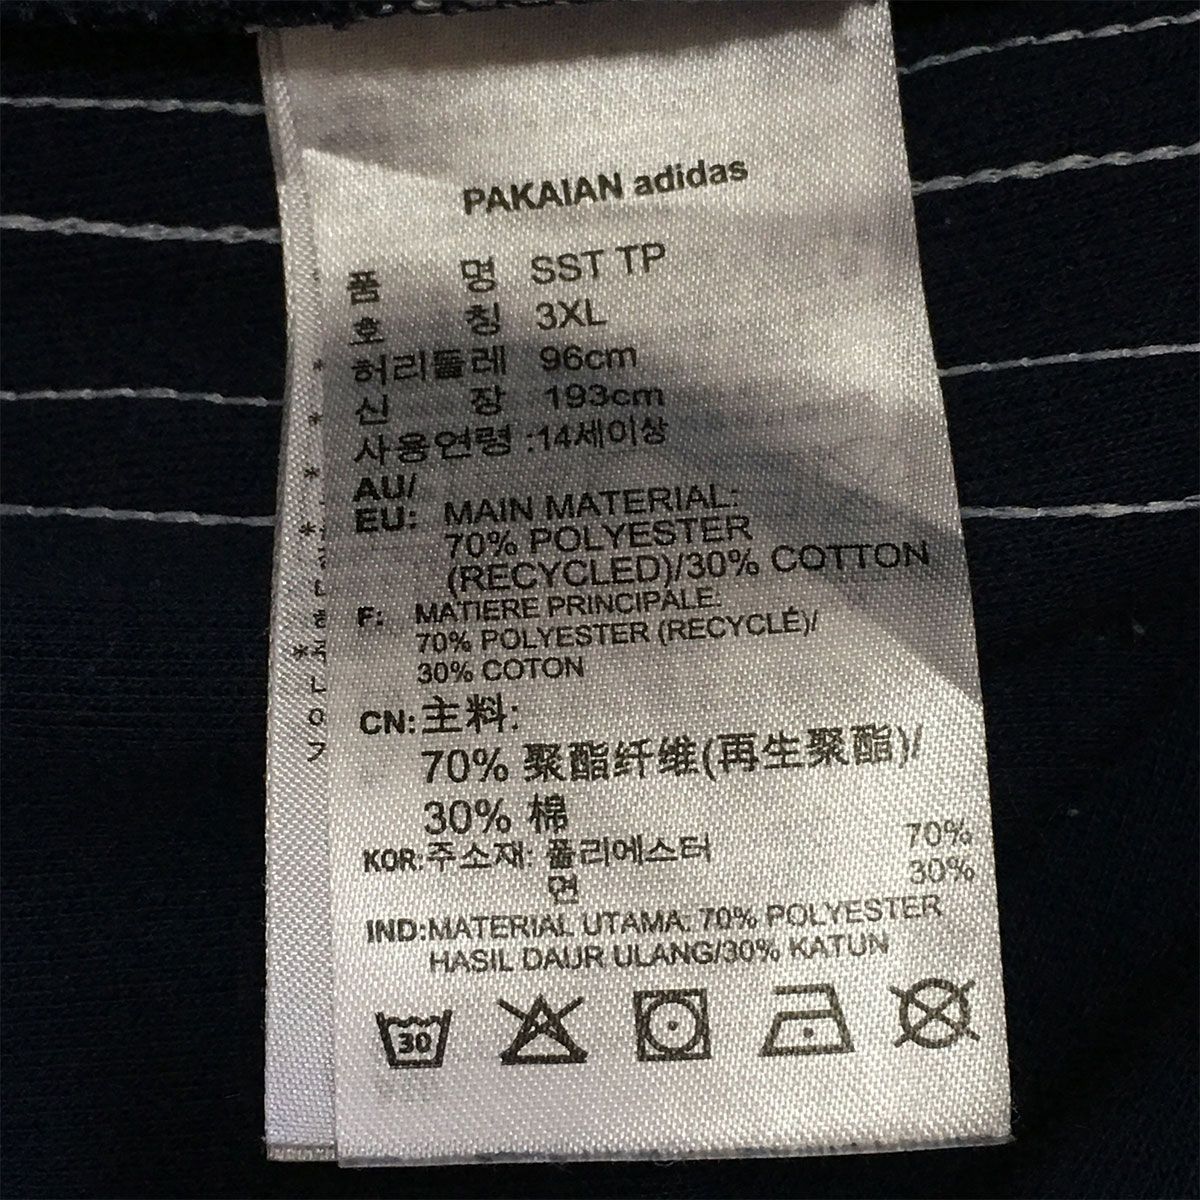 PAKAIAN adidas
품 명 SST TP
호 칭 3XL
허리둘레 96cm
신 장 193cm
사용연령 :14세이상
AU/
EU: MAIN MATERIAL:
70% POLYESTER
(RECYCLED)/30% COTTON
F: MATIERE PRINCIPALE:
70% POLYESTER (RECYCLÉ)/
30% COTON
CN:主料:
70% 聚酯纤维(再生聚酯)/
30% 棉
KOR:주소재: 폴리에스터 70%
면 30%
IND:MATERIAL UTAMA: 70% POLYESTER
HASIL DAUR ULANG/30% KATUN
30